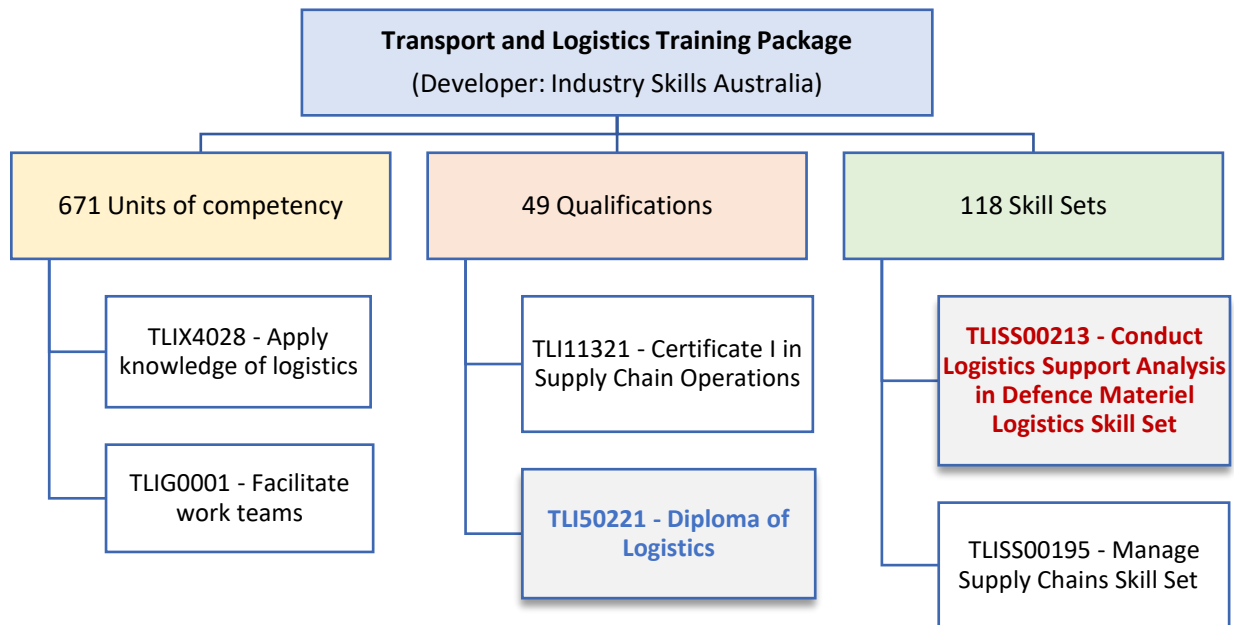 Transport and Logistics Training Package
(Developer: Industry Skills Australia)
671 Units of competency
49 Qualifications
118 Skill Sets
TLIX4028 - Apply
knowledge of logistics
TLIG0001 - Facilitate
work teams
TLI11321 - Certificate I in
Supply Chain Operations
TLI50221 - Diploma of
Logistics
TLISS00213 - Conduct
Logistics Support Analysis
in Defence Materiel
Logistics Skill Set
TLISS00195 - Manage
Supply Chains Skill Set